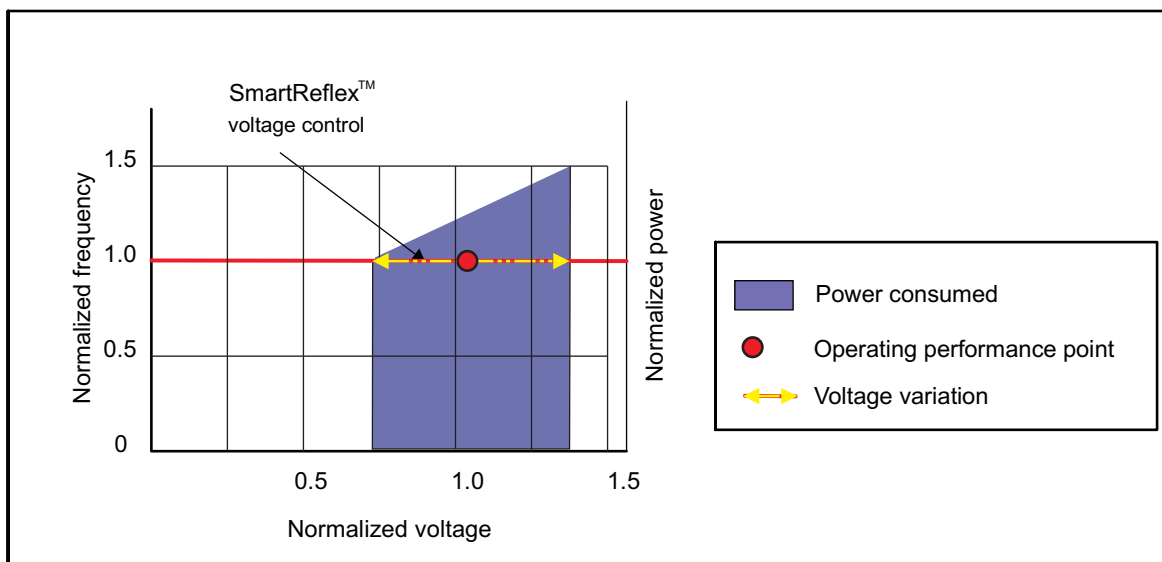 SmartReflex™
voltage control
Normalized frequency
1.5
1.0
0.5
0
0.5
1.0
1.5
Normalized voltage
Normalized power
Power consumed
Operating performance point
Voltage variation